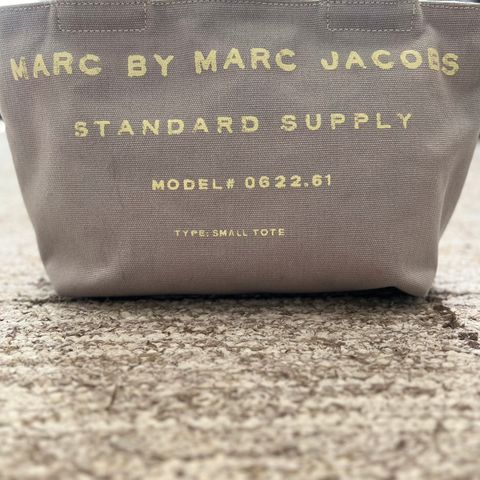 MARC BY MARC JACOBS
STANDARD SUPPLY
MODEL# 0622.61
TYPE: SMALL TOTE